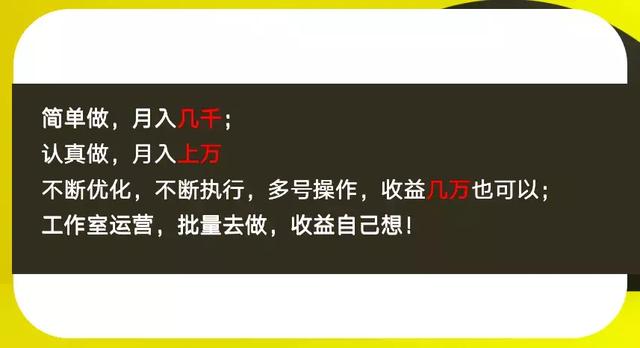 简单做，月入几千；
认真做，月入上万
不断优化，不断执行，多号操作，收益几万也可以；
工作室运营，批量去做，收益自己想！